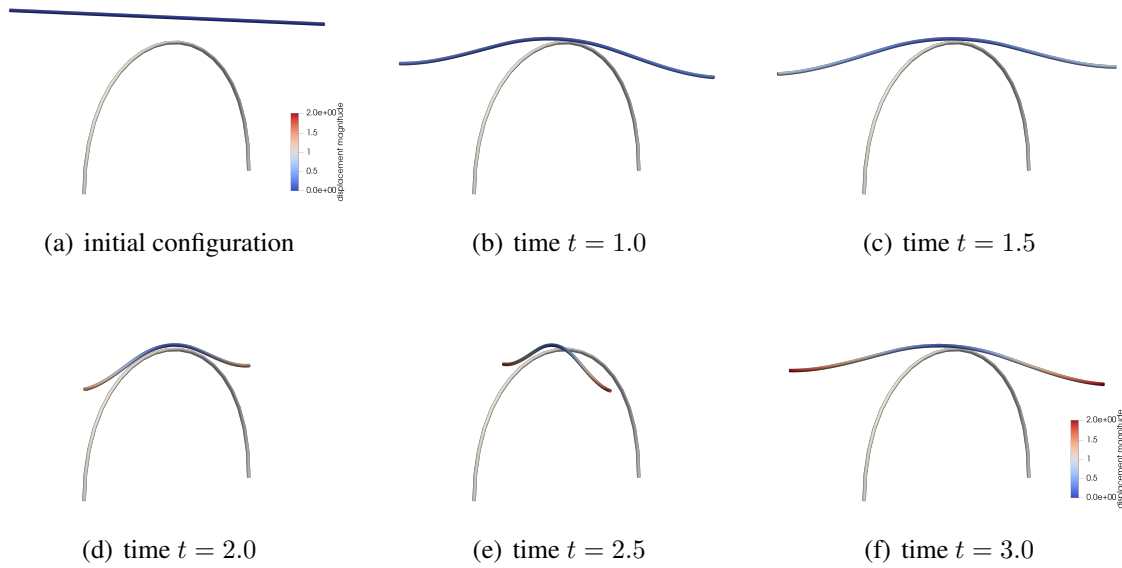 2.0e+00
1.5
1
0.5
0.0e+00
displacement magnitude
(a) initial configuration
(b) time t = 1.0
(c) time t = 1.5
2.0e+00
1.5
1
0.5
0.0e+00
displacement magnitude
(d) time t = 2.0
(e) time t = 2.5
(f) time t = 3.0